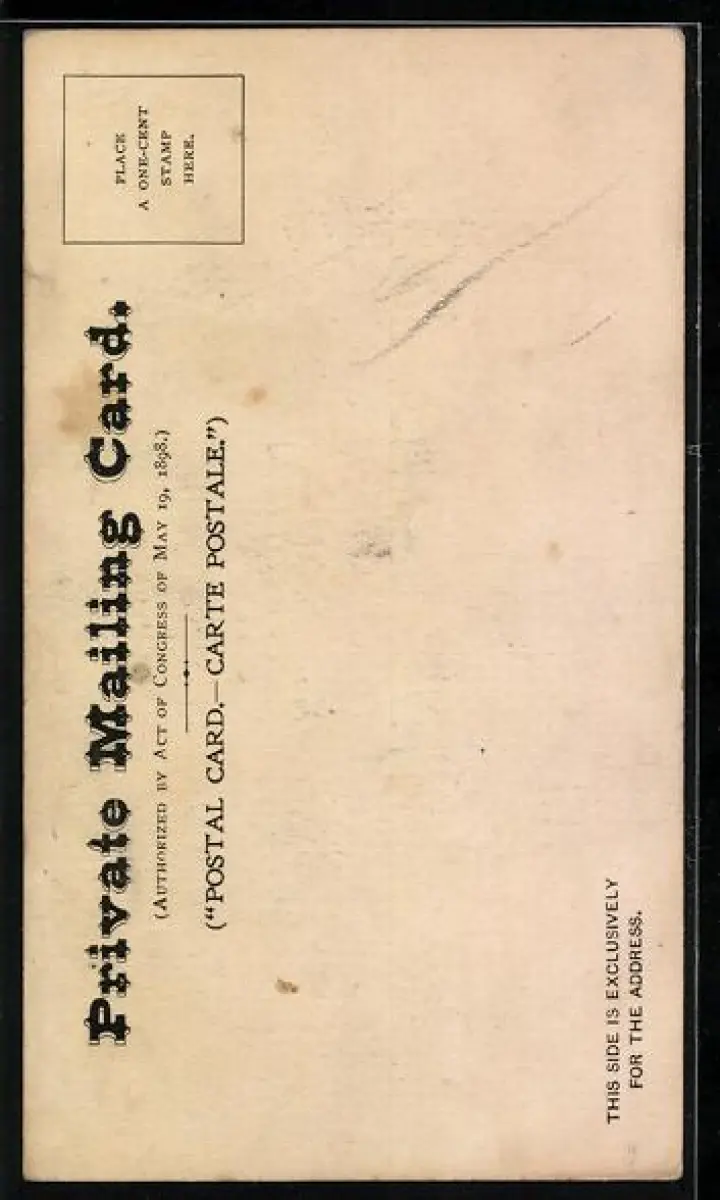 Private Mailing Card.
(AUTHORIZED BY ACT OF CONGRESS OF MAY 19, 1898.)
("POSTAL CARD.—CARTE POSTALE.")
PLACE
A ONE-CENT
STAMP
HERE.
THIS SIDE IS EXCLUSIVELY
FOR THE ADDRESS.